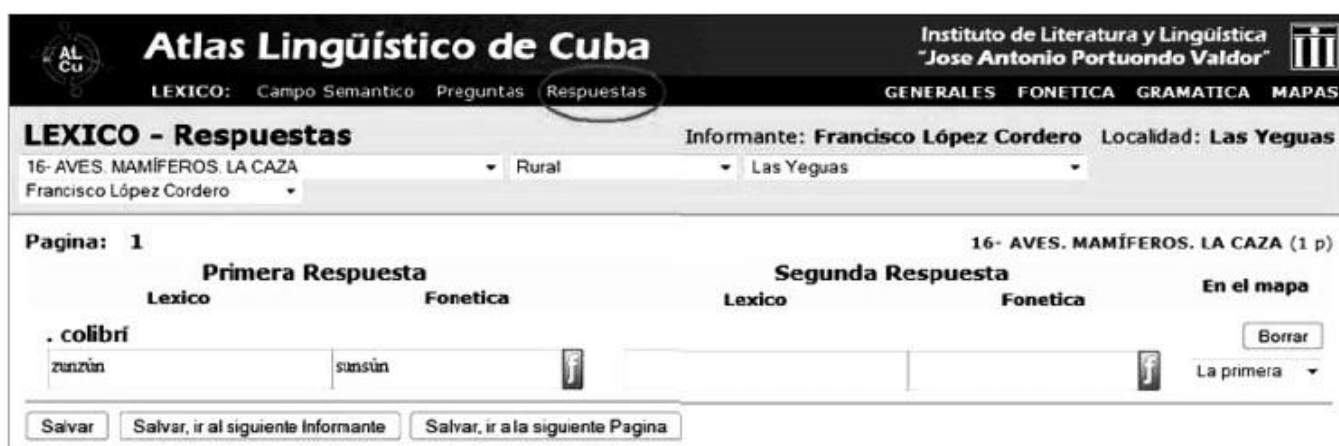 AL
Cu
Atlas Lingüístico de Cuba
Instituto de Literatura y Lingüística
"Jose Antonio Portuondo Valdor"
LEXICO: Campo Semantico Preguntas Respuestas
GENERALES FONETICA GRAMATICA MAPAS
LEXICO - Respuestas
Informante: Francisco López Cordero Localidad: Las Yeguas
16- AVES. MAMÍFEROS. LA CAZA Rural Las Yeguas
Francisco López Cordero
Pagina: 1
16- AVES. MAMÍFEROS. LA CAZA (1 p)
Primera Respuesta Segunda Respuesta
En el mapa
Lexico Fonetica Lexico Fonetica
. colibrí
Borrar
zunzún sunsún f f La primera
Salvar Salvar, ir al siguiente Informante Salvar, ir a la siguiente Pagina